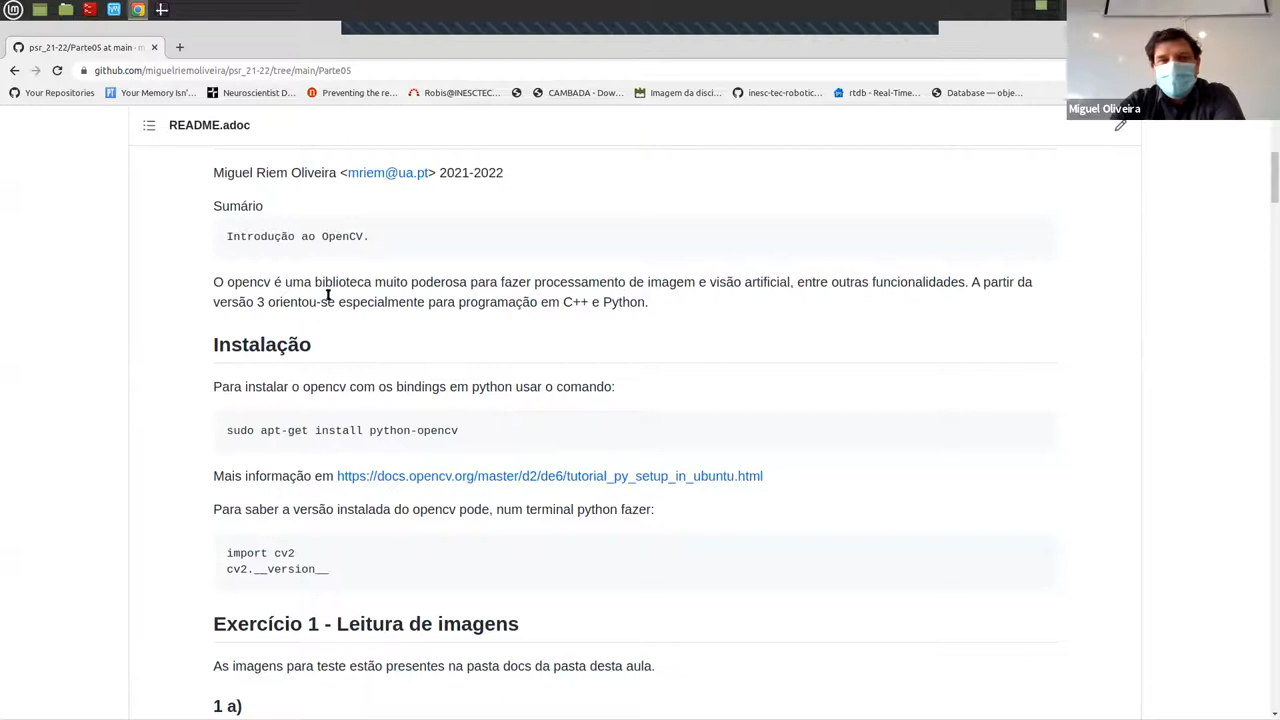 psr_21-22/Parte05 at main · m
github.com/miguelriemoliveira/psr_21-22/tree/main/Parte05
Your Repositories
Your Memory Isn'...
Neuroscientist D...
Preventing the re...
Robis@INESCTEC...
CAMBADA - Dow...
Imagem da disci...
inesc-tec-robotic...
rtdb - Real-Time...
Database — obje...
Miguel Oliveira
README.adoc
Miguel Riem Oliveira <mriem@ua.pt> 2021-2022
Sumário
Introdução ao OpenCV.
O opencv é uma biblioteca muito poderosa para fazer processamento de imagem e visão artificial, entre outras funcionalidades. A partir da
versão 3 orientou-se especialmente para programação em C++ e Python.
Instalação
Para instalar o opencv com os bindings em python usar o comando:
sudo apt-get install python-opencv
Mais informação em https://docs.opencv.org/master/d2/de6/tutorial_py_setup_in_ubuntu.html
Para saber a versão instalada do opencv pode, num terminal python fazer:
import cv2
cv2.__version__
Exercício 1 - Leitura de imagens
As imagens para teste estão presentes na pasta docs da pasta desta aula.
1 a)